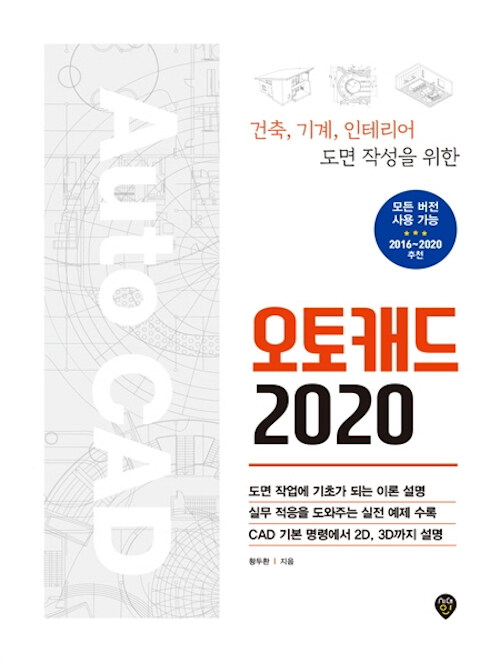 건축, 기계, 인테리어
도면 작성을 위한
모든 버전
사용 가능
★★★
2016~2020
추천
Auto CAD
오토캐드
2020
도면 작업에 기초가 되는 이론 설명
실무 적응을 도와주는 실전 예제 수록
CAD 기본 명령에서 2D, 3D까지 설명
황두환 | 지음
시대인